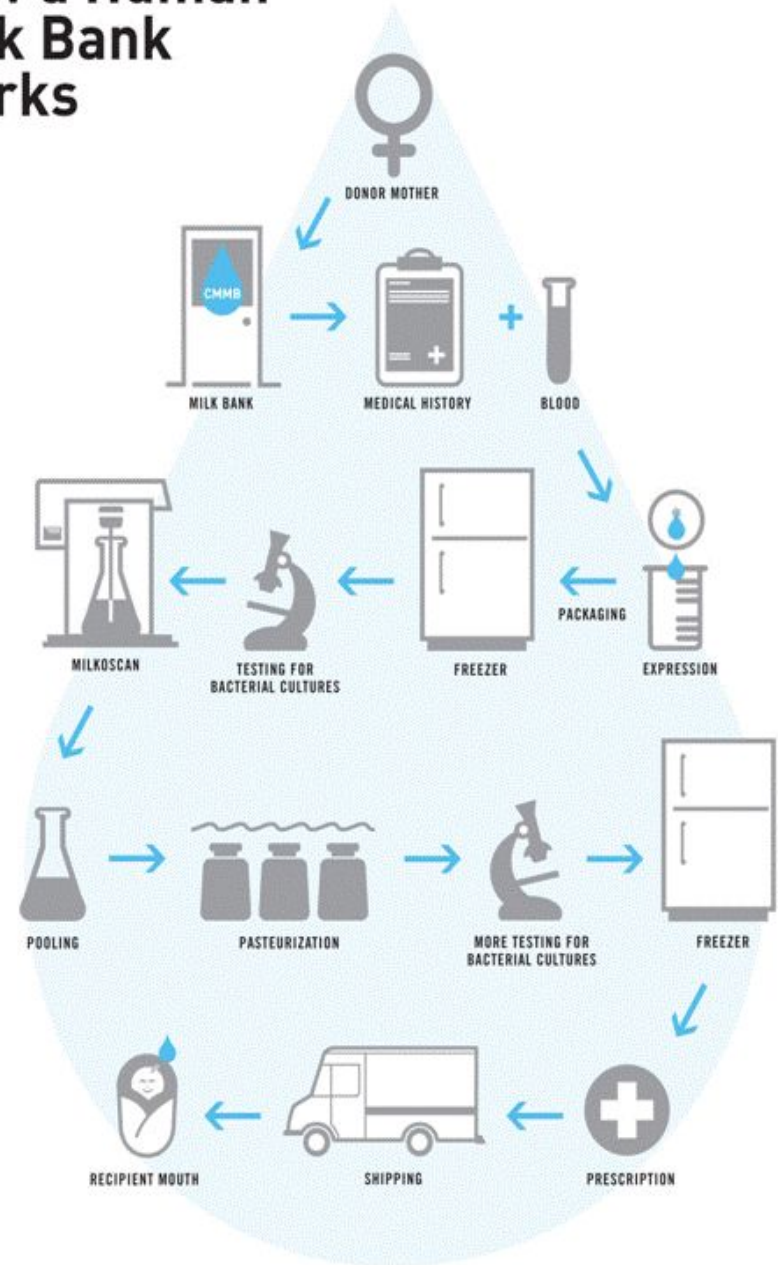 a Human
k Bank
rks
DONOR MOTHER
CMMB
MILK BANK
MEDICAL HISTORY
+
BLOOD
PACKAGING
EXPRESSION
FREEZER
TESTING FOR
BACTERIAL CULTURES
MILKOSCAN
POOLING
PASTEURIZATION
MORE TESTING FOR
BACTERIAL CULTURES
FREEZER
PRESCRIPTION
SHIPPING
RECIPIENT MOUTH